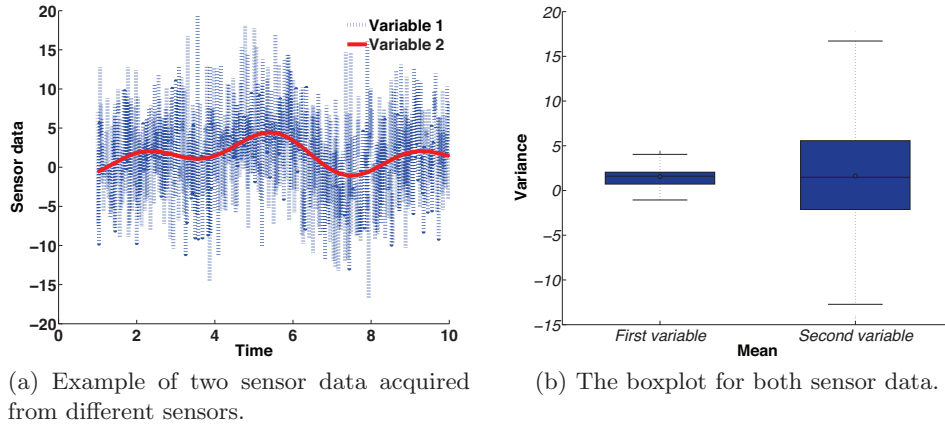 20
15
10
5
0
−5
−10
−15
−20
Sensor data
Variable 1
Variable 2
0 2 4 6 8 10
Time
(a) Example of two sensor data acquired
from different sensors.
20
15
10
5
0
−5
−10
−15
Variance
First variable Second variable
Mean
(b) The boxplot for both sensor data.